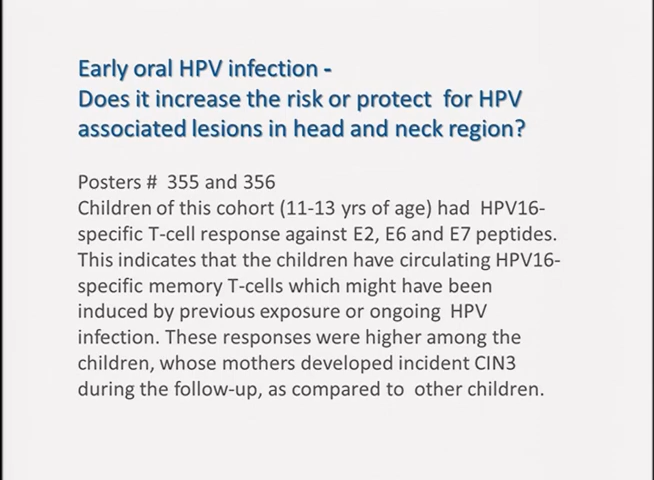 Early oral HPV infection -
Does it increase the risk or protect for HPV
associated lesions in head and neck region?
Posters # 355 and 356
Children of this cohort (11-13 yrs of age) had HPV16-
specific T-cell response against E2, E6 and E7 peptides.
This indicates that the children have circulating HPV16-
specific memory T-cells which might have been
induced by previous exposure or ongoing HPV
infection. These responses were higher among the
children, whose mothers developed incident CIN3
during the follow-up, as compared to other children.